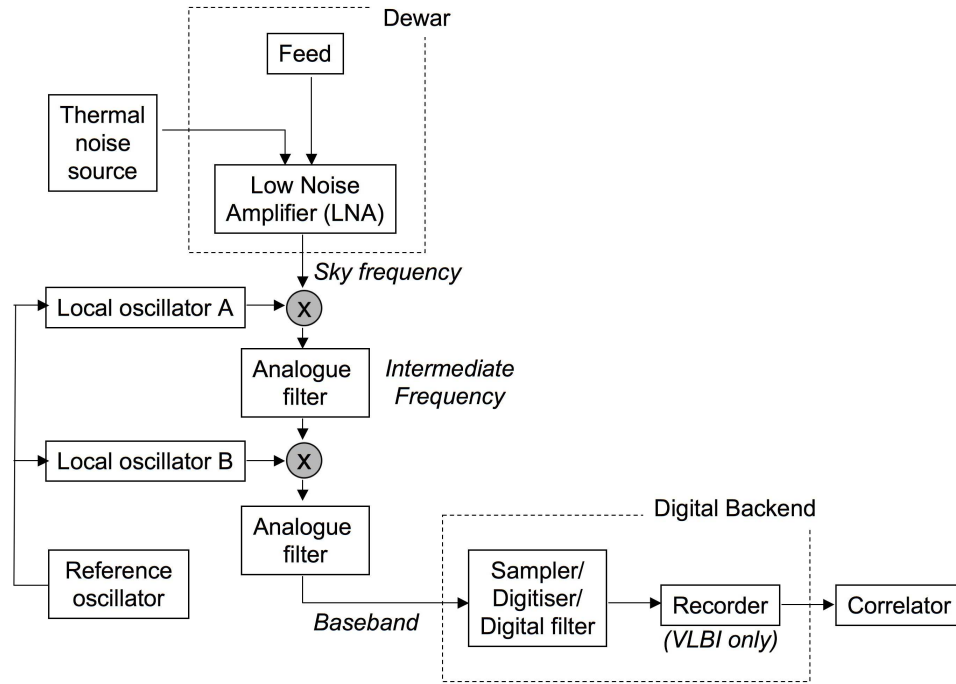 Dewar
Feed
Thermal
noise
source
Low Noise
Amplifier (LNA)
Sky frequency
Local oscillator A
X
Analogue
filter
Intermediate
Frequency
Local oscillator B
X
Analogue
filter
Reference
oscillator
Baseband
Digital Backend
Sampler/
Digitiser/
Digital filter
Recorder
(VLBI only)
Correlator